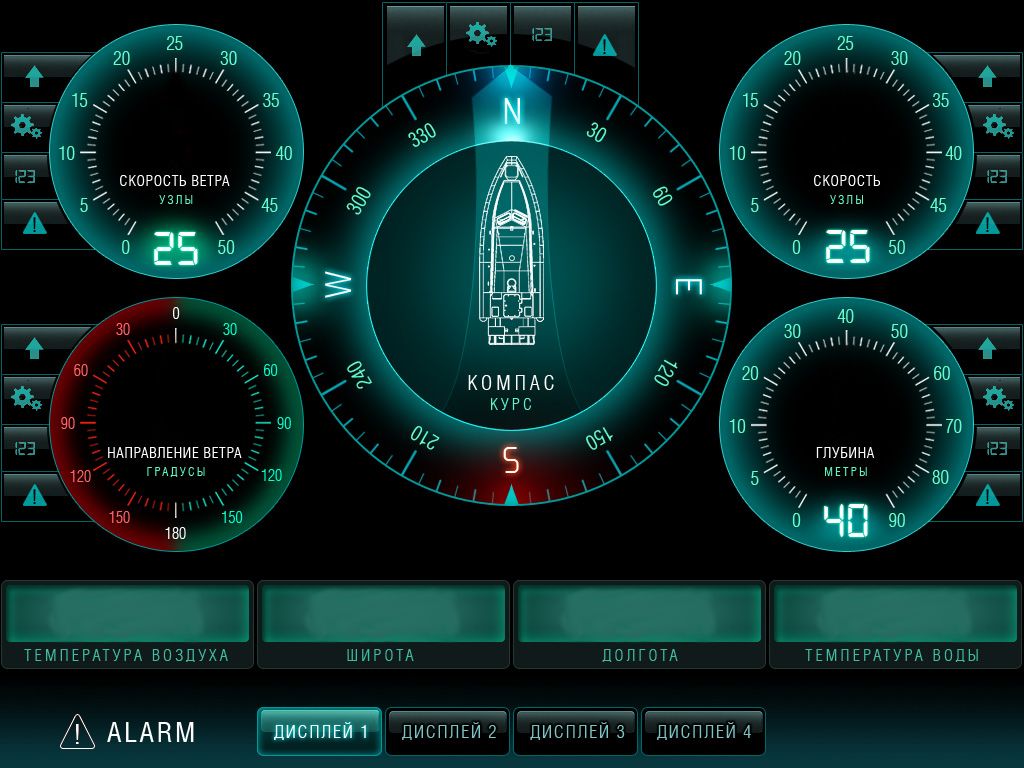 123
25
20
30
15
35
10
40
5
45
0
50
СКОРОСТЬ ВЕТРА
УЗЛЫ
25
123
N
330
30
300
60
W
E
240
120
210
150
S
КОМПАС
КУРС
25
20
30
15
35
10
40
5
45
0
50
СКОРОСТЬ
УЗЛЫ
25
123
0
30
30
60
60
90
90
120
120
150
150
180
НАПРАВЛЕНИЕ ВЕТРА
ГРАДУСЫ
123
40
30
50
20
60
10
70
5
80
0
90
ГЛУБИНА
МЕТРЫ
40
123
ТЕМПЕРАТУРА ВОЗДУХА
ШИРОТА
ДОЛГОТА
ТЕМПЕРАТУРА ВОДЫ
ALARM
ДИСПЛЕЙ 1
ДИСПЛЕЙ 2
ДИСПЛЕЙ 3
ДИСПЛЕЙ 4
123